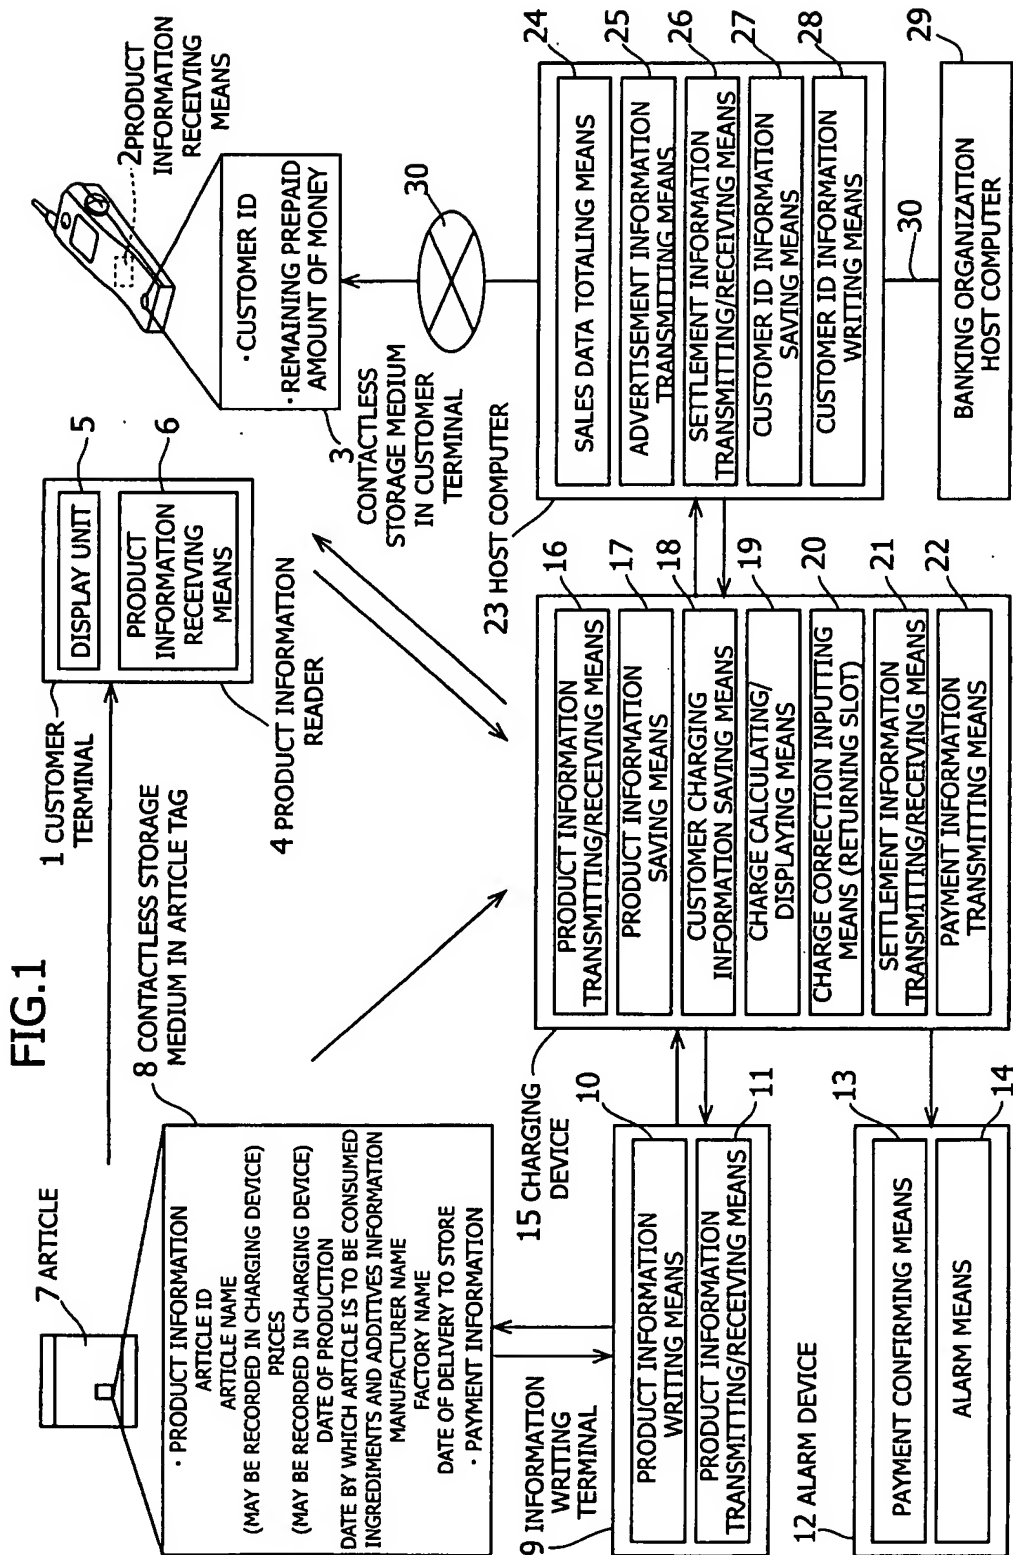 FIG.1
7 ARTICLE
8 CONTACTLESS STORAGE
MEDIUM IN ARTICLE TAG
· PRODUCT INFORMATION
ARTICLE ID
ARTICLE NAME
(MAY BE RECORDED IN CHARGING DEVICE)
PRICES
(MAY BE RECORDED IN CHARGING DEVICE)
DATE OF PRODUCTION
DATE BY WHICH ARTICLE IS TO BE CONSUMED
INGREDIMENTS AND ADDITIVES INFORMATION
MANUFACTURER NAME
FACTORY NAME
DATE OF DELIVERY TO STORE
· PAYMENT INFORMATION
1 CUSTOMER
TERMINAL
DISPLAY UNIT
5
PRODUCT
INFORMATION
RECEIVING
MEANS
6
4 PRODUCT INFORMATION
READER
2PRODUCT
INFORMATION
RECEIVING
MEANS
· CUSTOMER ID
· REMAINING PREPAID
AMOUNT OF MONEY
3
CONTACTLESS
STORAGE MEDIUM
IN CUSTOMER
TERMINAL
30
9 INFORMATION
WRITING
TERMINAL
PRODUCT INFORMATION
WRITING MEANS
10
PRODUCT INFORMATION
TRANSMITTING/RECEIVING MEANS
11
12 ALARM DEVICE
PAYMENT CONFIRMING MEANS
13
ALARM MEANS
14
15 CHARGING
DEVICE
PRODUCT INFORMATION
TRANSMITTING/RECEIVING MEANS
16
PRODUCT INFORMATION
SAVING MEANS
17
CUSTOMER CHARGING
INFORMATION SAVING MEANS
18
CHARGE CALCULATING/
DISPLAYING MEANS
19
CHARGE CORRECTION INPUTTING
MEANS (RETURNING SLOT)
20
SETTLEMENT INFORMATION
TRANSMITTING/RECEIVING MEANS
21
PAYMENT INFORMATION
TRANSMITTING MEANS
22
23 HOST COMPUTER
SALES DATA TOTALING MEANS
24
ADVERTISEMENT INFORMATION
TRANSMITTING MEANS
25
SETTLEMENT INFORMATION
TRANSMITTING/RECEIVING MEANS
26
CUSTOMER ID INFORMATION
SAVING MEANS
27
CUSTOMER ID INFORMATION
WRITING MEANS
28
30
BANKING ORGANIZATION
HOST COMPUTER
29